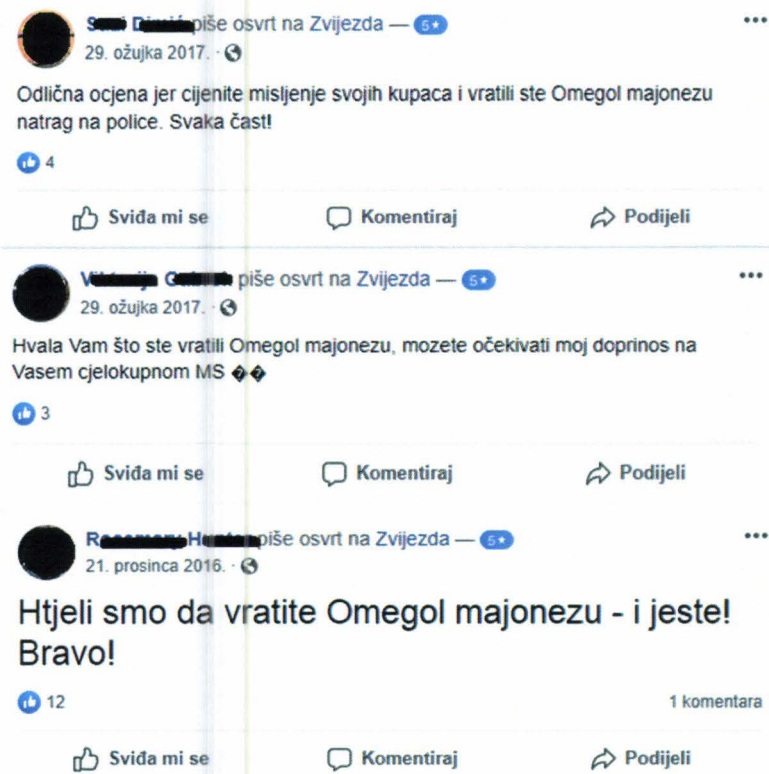 piše osvrt na Zvijezda — 5★
29. ožujka 2017. ·
Odlična ocjena jer cijenite misljenje svojih kupaca i vratili ste Omegol majonezu
natrag na police. Svaka čast!
4
Sviđa mi se Komentiraj Podijeli
piše osvrt na Zvijezda — 5★
29. ožujka 2017. ·
Hvala Vam što ste vratili Omegol majonezu, mozete očekivati moj doprinos na
Vasem cjelokupnom MS ��
3
Sviđa mi se Komentiraj Podijeli
piše osvrt na Zvijezda — 5★
21. prosinca 2016. ·
Htjeli smo da vratite Omegol majonezu - i jeste!
Bravo!
12 1 komentara
Sviđa mi se Komentiraj Podijeli